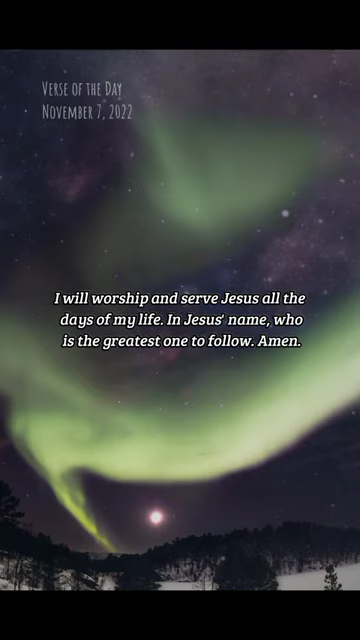 Verse of the Day
November 7, 2022
I will worship and serve Jesus all the
days of my life. In Jesus' name, who
is the greatest one to follow. Amen.